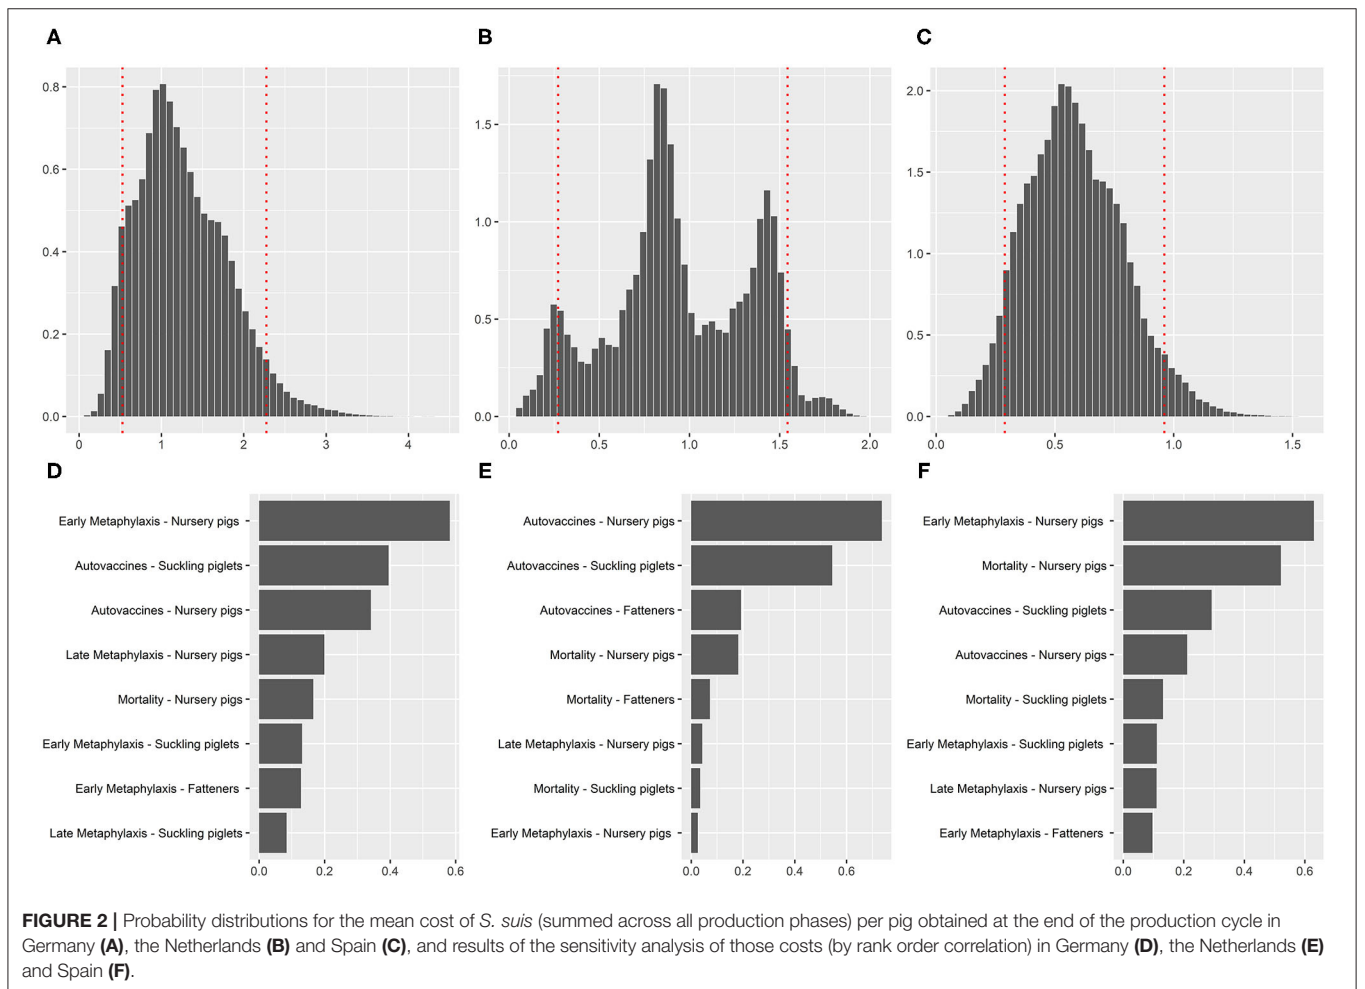 A
B
C
0.8
0.6
0.4
0.2
0.0
0
1
2
3
4
1.5
1.0
0.5
0.0
0.0
0.5
1.0
1.5
2.0
2.0
1.5
1.0
0.5
0.0
0.0
0.5
1.0
1.5
D
E
F
Early Metaphylaxis - Nursery pigs
Autovaccines - Suckling piglets
Autovaccines - Nursery pigs
Late Metaphylaxis - Nursery pigs
Mortality - Nursery pigs
Early Metaphylaxis - Suckling piglets
Early Metaphylaxis - Fatteners
Late Metaphylaxis - Suckling piglets
0.0
0.2
0.4
0.6
Autovaccines - Nursery pigs
Autovaccines - Suckling piglets
Autovaccines - Fatteners
Mortality - Nursery pigs
Mortality - Fatteners
Late Metaphylaxis - Nursery pigs
Mortality - Suckling piglets
Early Metaphylaxis - Nursery pigs
0.0
0.2
0.4
0.6
Early Metaphylaxis - Nursery pigs
Mortality - Nursery pigs
Autovaccines - Suckling piglets
Autovaccines - Nursery pigs
Mortality - Suckling piglets
Early Metaphylaxis - Suckling piglets
Late Metaphylaxis - Nursery pigs
Early Metaphylaxis - Fatteners
0.0
0.2
0.4
0.6
FIGURE 2 | Probability distributions for the mean cost of S. suis (summed across all production phases) per pig obtained at the end of the production cycle in
Germany (A), the Netherlands (B) and Spain (C), and results of the sensitivity analysis of those costs (by rank order correlation) in Germany (D), the Netherlands (E)
and Spain (F).